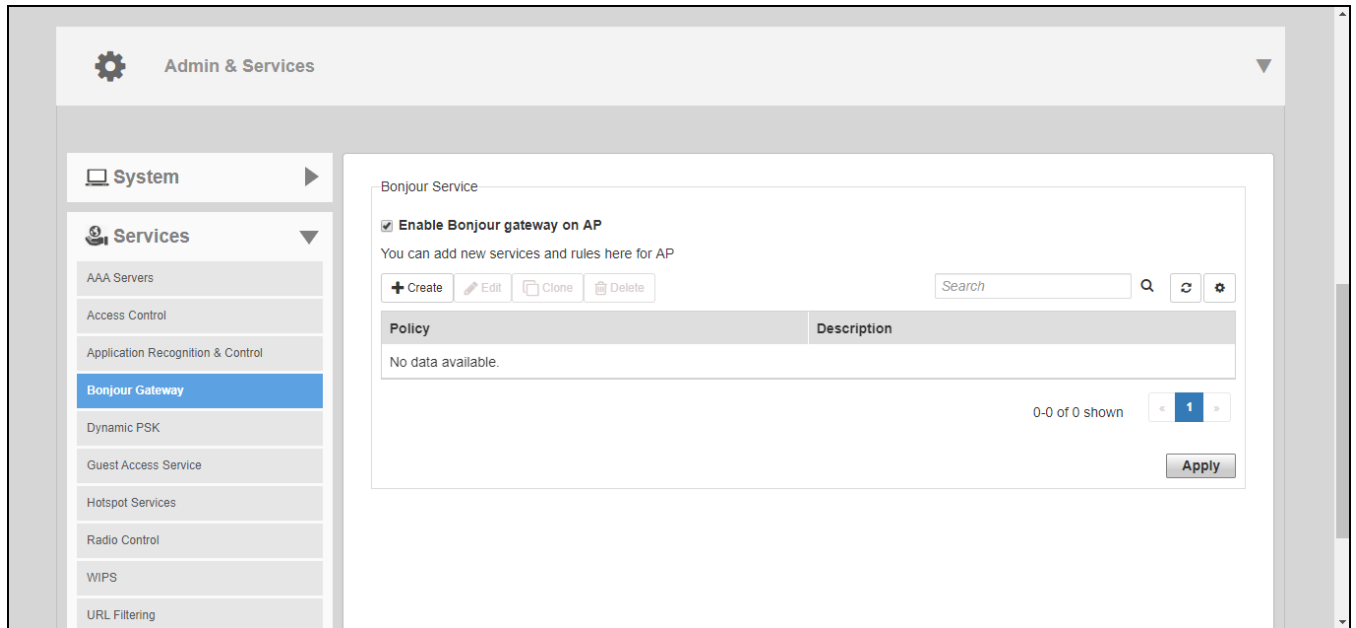 Admin & Services
System
Services
AAA Servers
Access Control
Application Recognition & Control
Bonjour Gateway
Dynamic PSK
Guest Access Service
Hotspot Services
Radio Control
WIPS
URL Filtering
Bonjour Service
Enable Bonjour gateway on AP
You can add new services and rules here for AP
Create Edit Clone Delete Search
Policy Description
No data available.
0-0 of 0 shown « 1 »
Apply